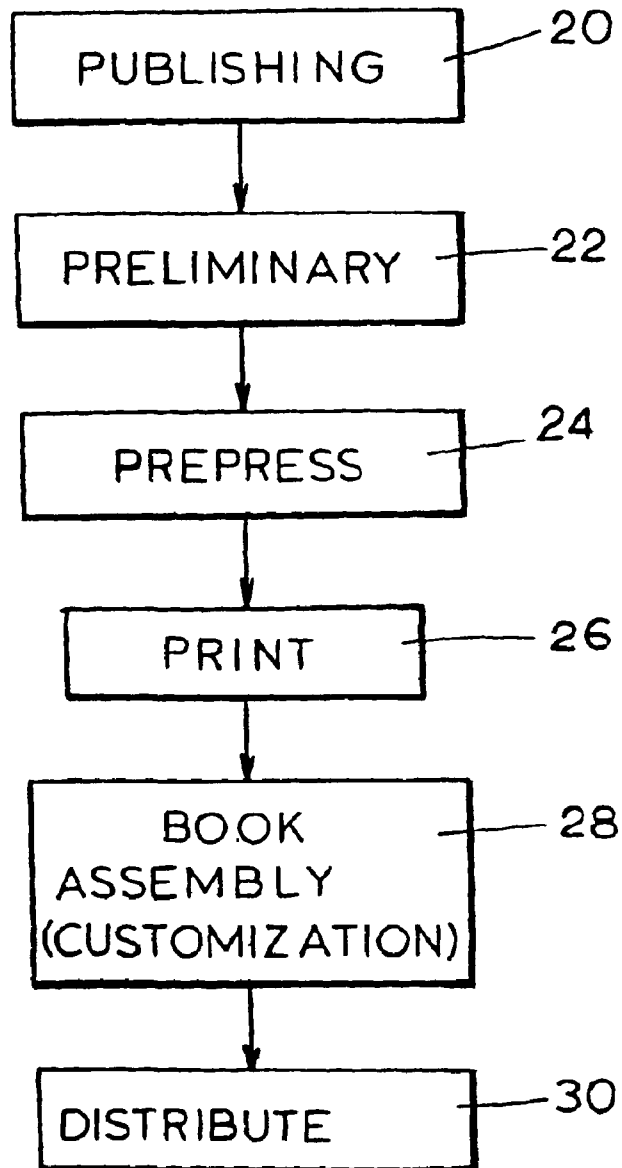 PUBLISHING
20
PRELIMINARY
22
PREPRESS
24
PRINT
26
BOOK
ASSEMBLY
(CUSTOMIZATION)
28
DISTRIBUTE
30